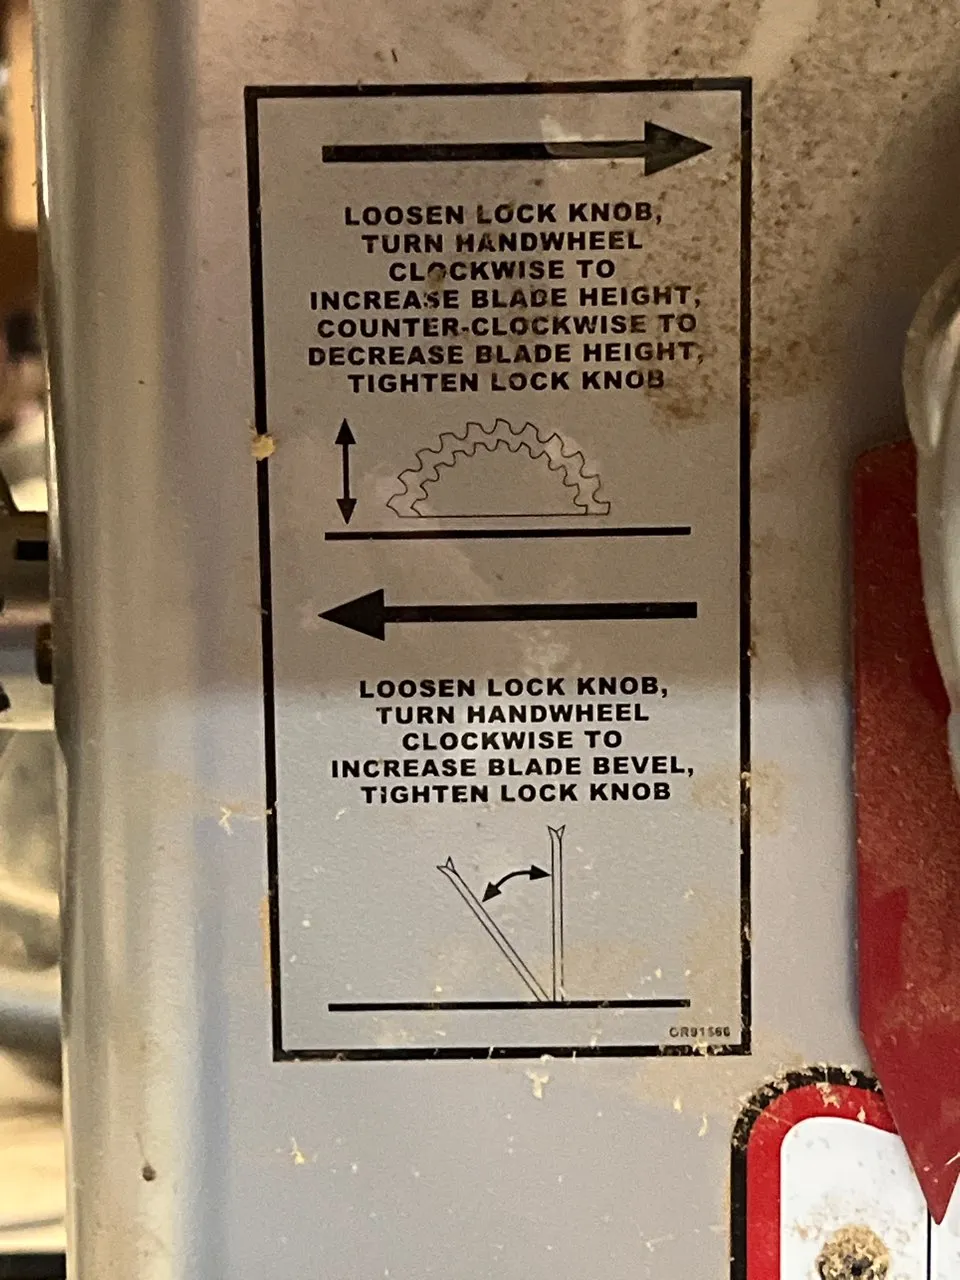 LOOSEN LOCK KNOB,
TURN HANDWHEEL
CLOCKWISE TO
INCREASE BLADE HEIGHT,
COUNTER-CLOCKWISE TO
DECREASE BLADE HEIGHT,
TIGHTEN LOCK KNOB
LOOSEN LOCK KNOB,
TURN HANDWHEEL
CLOCKWISE TO
INCREASE BLADE BEVEL,
TIGHTEN LOCK KNOB